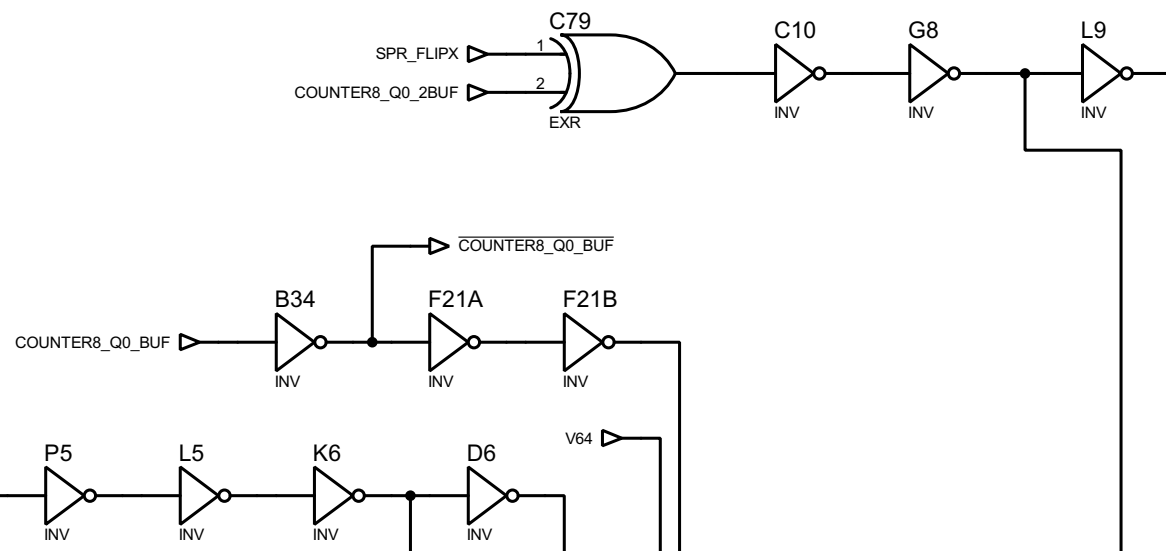 C79
C10
G8
L9
SPR_FLIPX
1
COUNTER8_Q0_2BUF
2
EXR
INV
INV
INV
COUNTER8_Q0_BUF
B34
F21A
F21B
COUNTER8_Q0_BUF
INV
INV
INV
V64
P5
L5
K6
D6
INV
INV
INV
INV